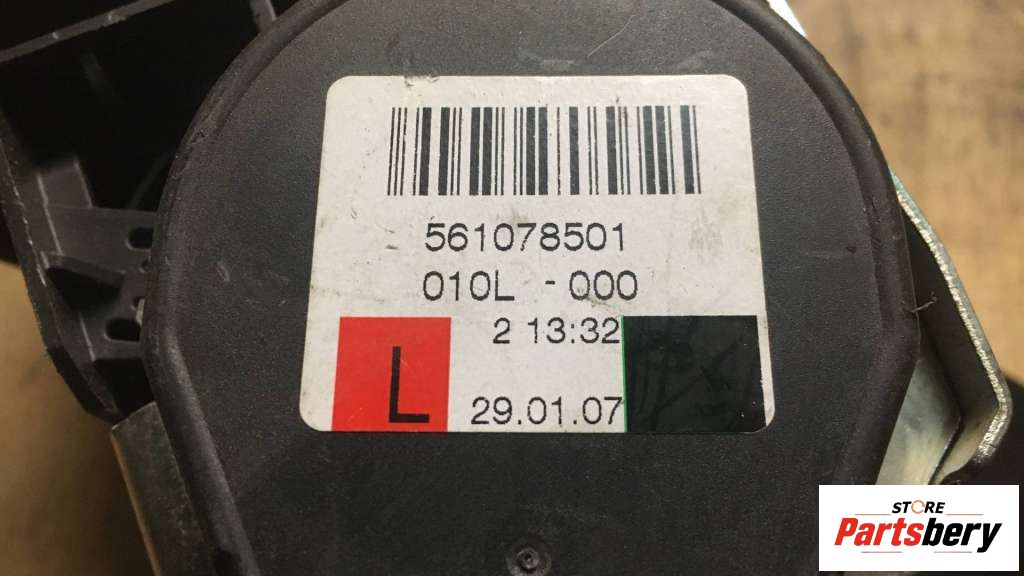 561078501
010L - 000
2 13:32
L
29.01.07
STORE
Partsbery